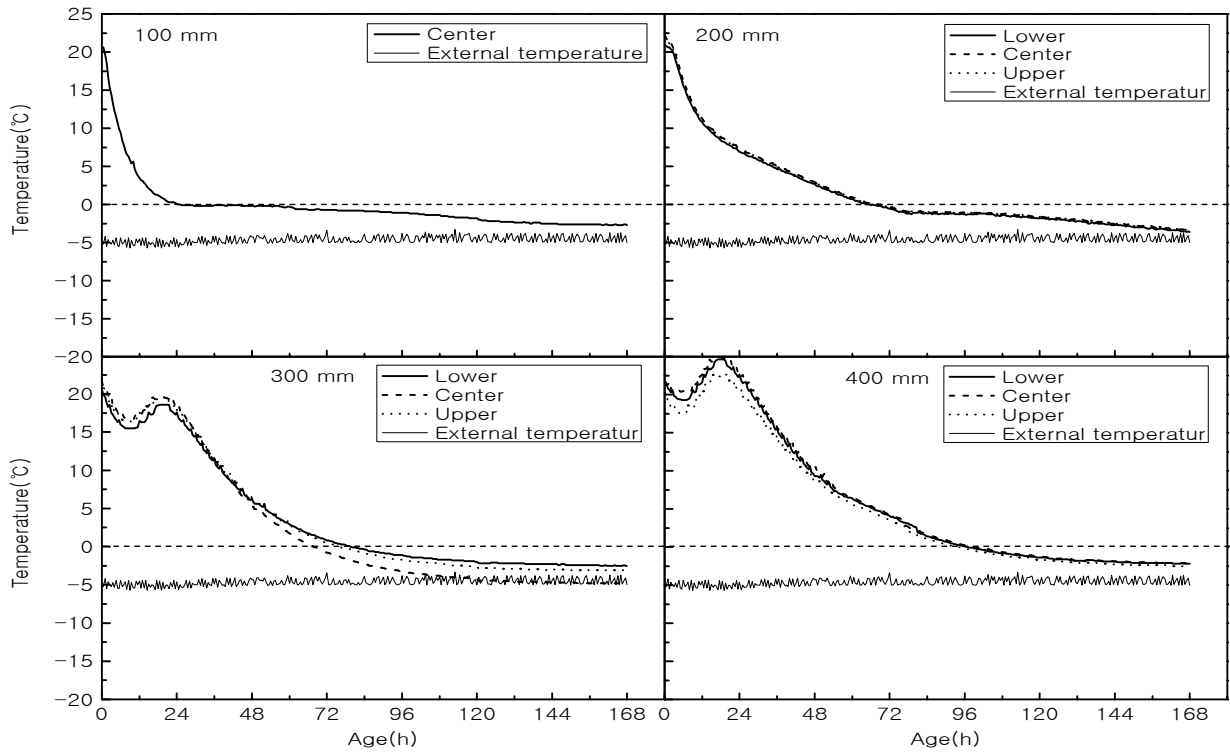 25
20
15
10
5
0
−5
−10
−15
−20
Temperature(℃)
100 mm
Center
External temperature
200 mm
Lower
Center
Upper
External temperatur
20
15
10
5
0
−5
−10
−15
−20
Temperature(℃)
300 mm
Lower
Center
Upper
External temperatur
400 mm
Lower
Center
Upper
External temperatur
0 24 48 72 96 120 144 168
Age(h)
0 24 48 72 96 120 144 168
Age(h)